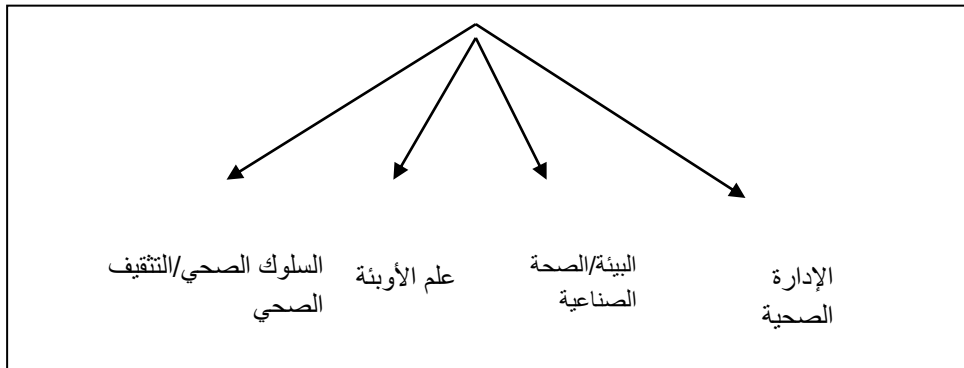 الإدارة
الصحية
البيئة/الصحة
الصناعية
علم الأوبئة
السلوك الصحي/التثقيف
الصحي